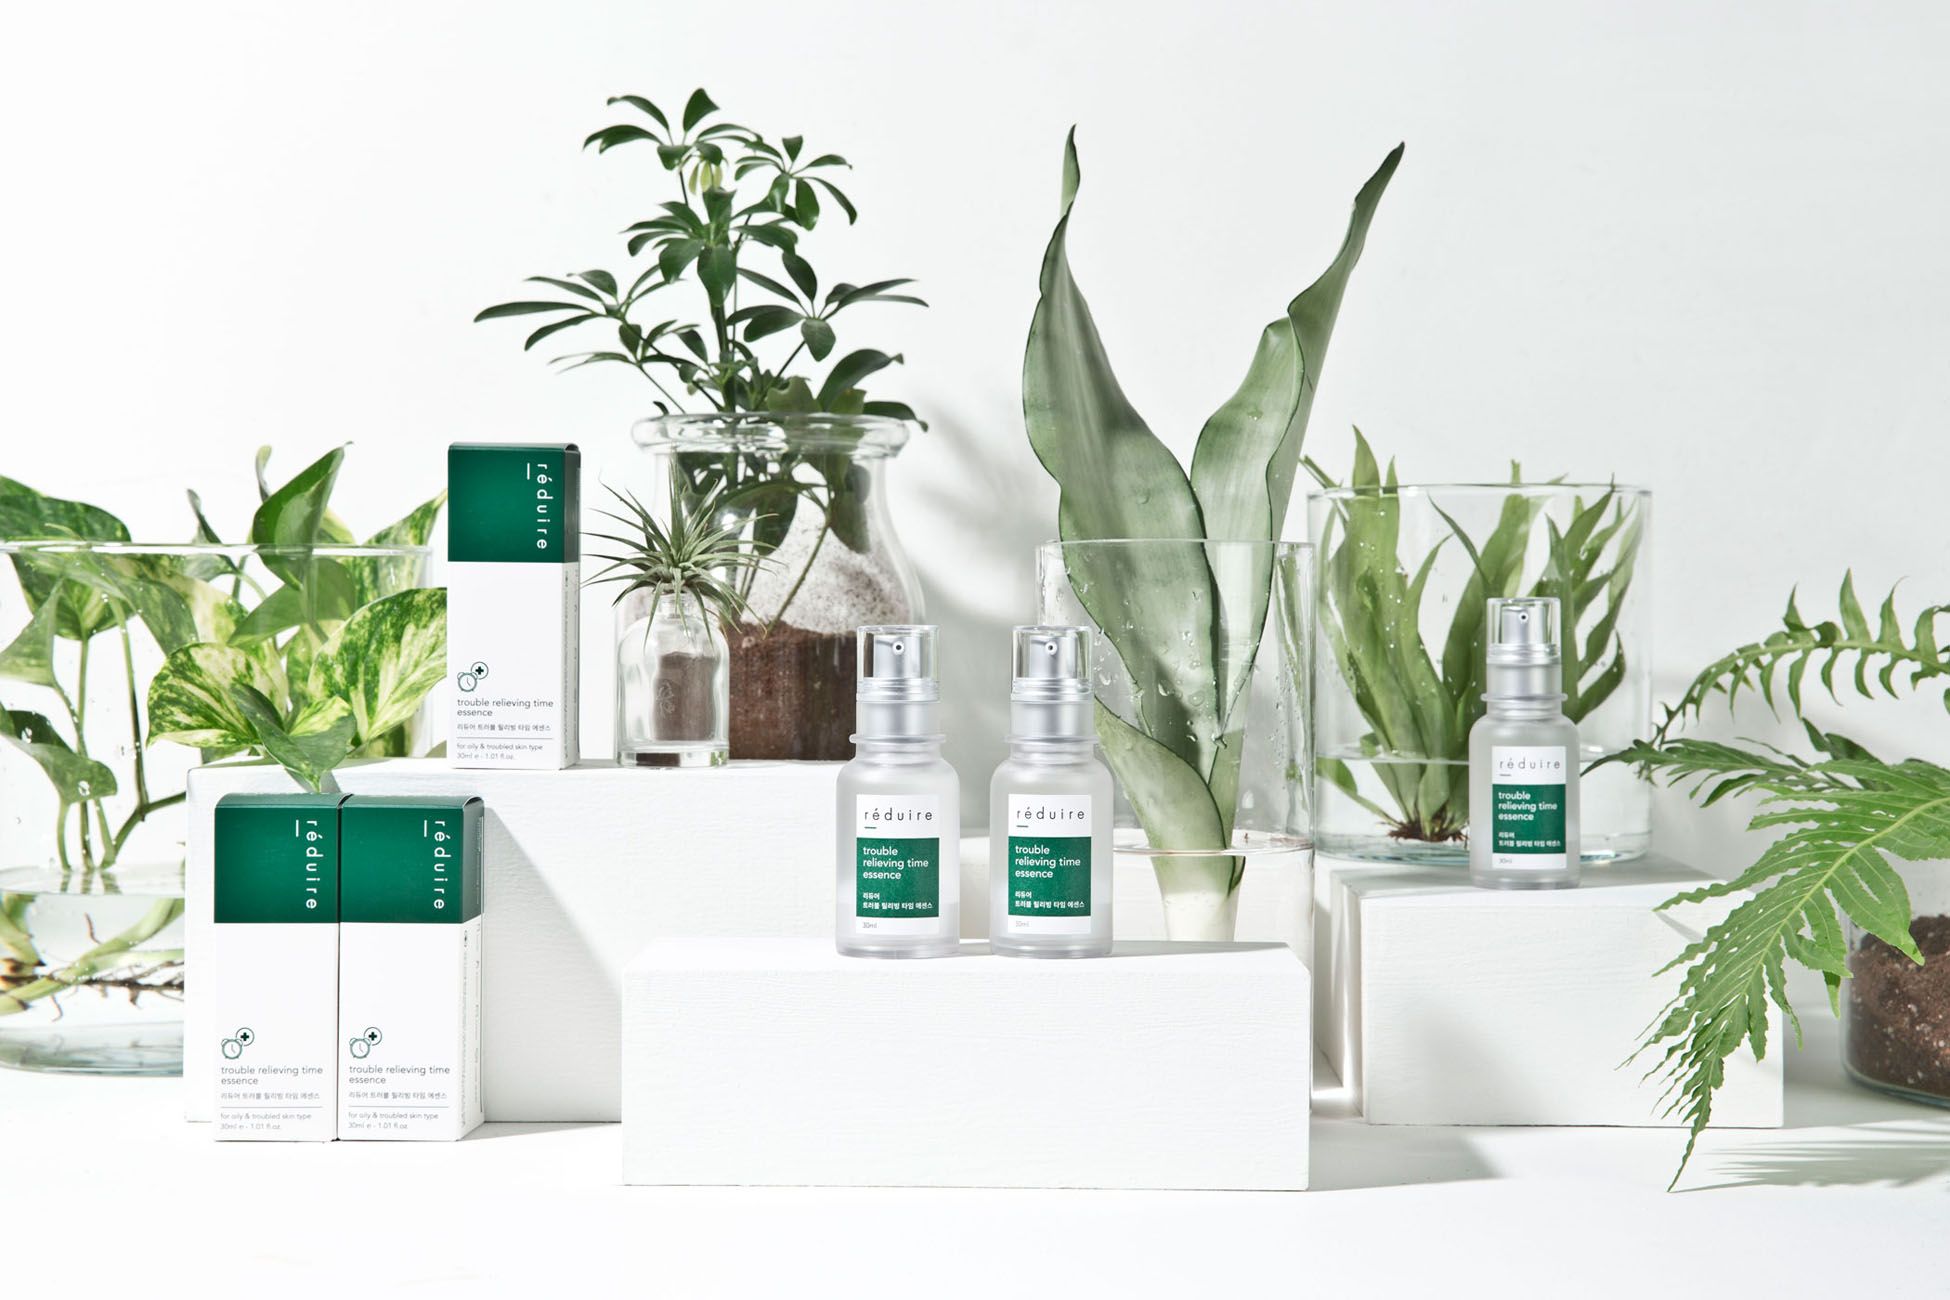 réduire
trouble relieving time
essence
리듀어 트러블 릴리빙 타임 에센스
for oily & troubled skin type
30ml e - 1.01 fl.oz.
réduire
trouble relieving time
essence
리듀어 트러블 릴리빙 타임 에센스
for oily & troubled skin type
30ml e - 1.01 fl.oz.
réduire
trouble relieving time
essence
리듀어 트러블 릴리빙 타임 에센스
for oily & troubled skin type
30ml e - 1.01 fl.oz.
réduire
trouble
relieving time
essence
리듀어
트러블 릴리빙 타임 에센스
30ml
réduire
trouble
relieving time
essence
리듀어
트러블 릴리빙 타임 에센스
30ml
réduire
trouble
relieving time
essence
리듀어
트러블 릴리빙 타임 에센스
30ml